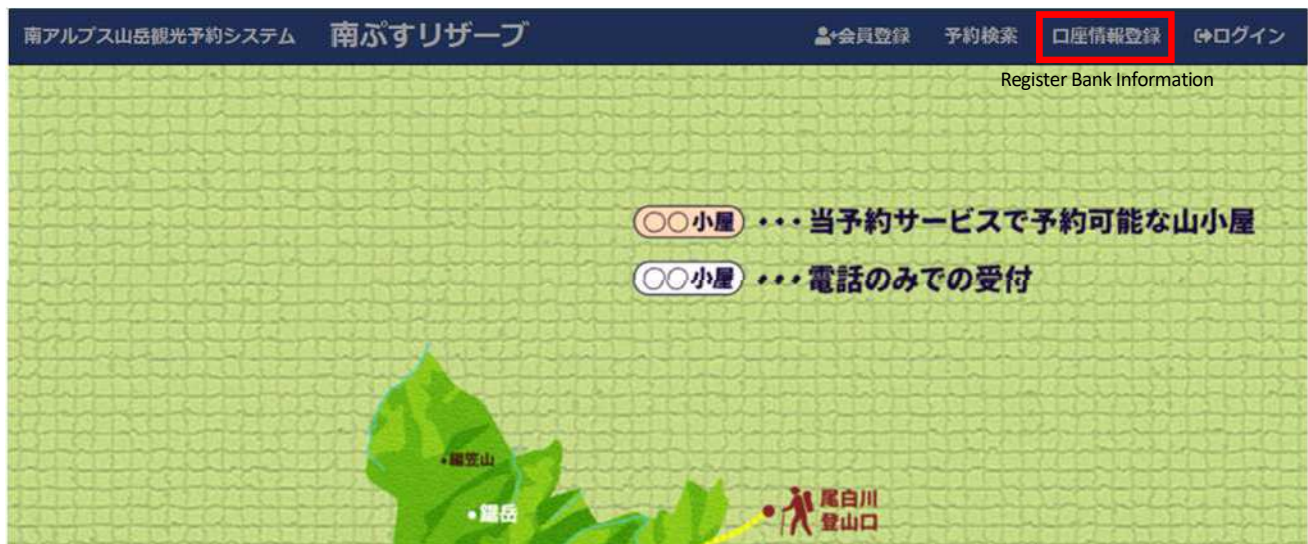 南アルプス山岳観光予約システム 南ぷすリザーブ 会員登録 予約検索 口座情報登録 ログイン
Register Bank Information
○○小屋 ・・・当予約サービスで予約可能な山小屋
○○小屋 ・・・電話のみでの受付
編笠山
鋸岳
尾白川
登山口